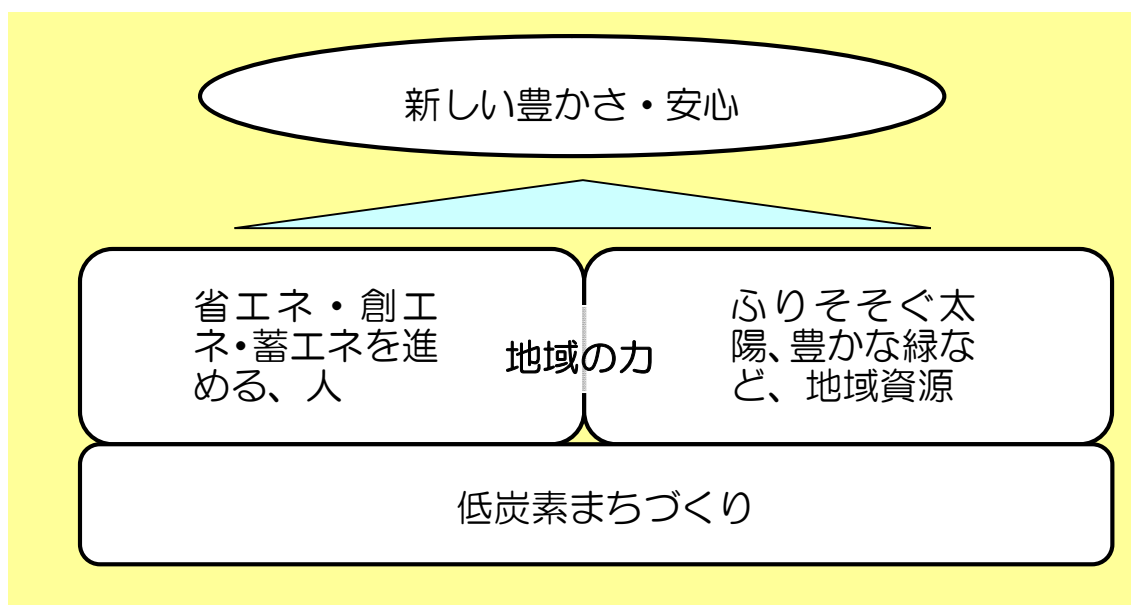 新しい豊かさ・安心
省エネ・創エ
ネ・蓄エネを進
める、人
地域の力
ふりそそぐ太
陽、豊かな緑な
ど、地域資源
低炭素まちづくり